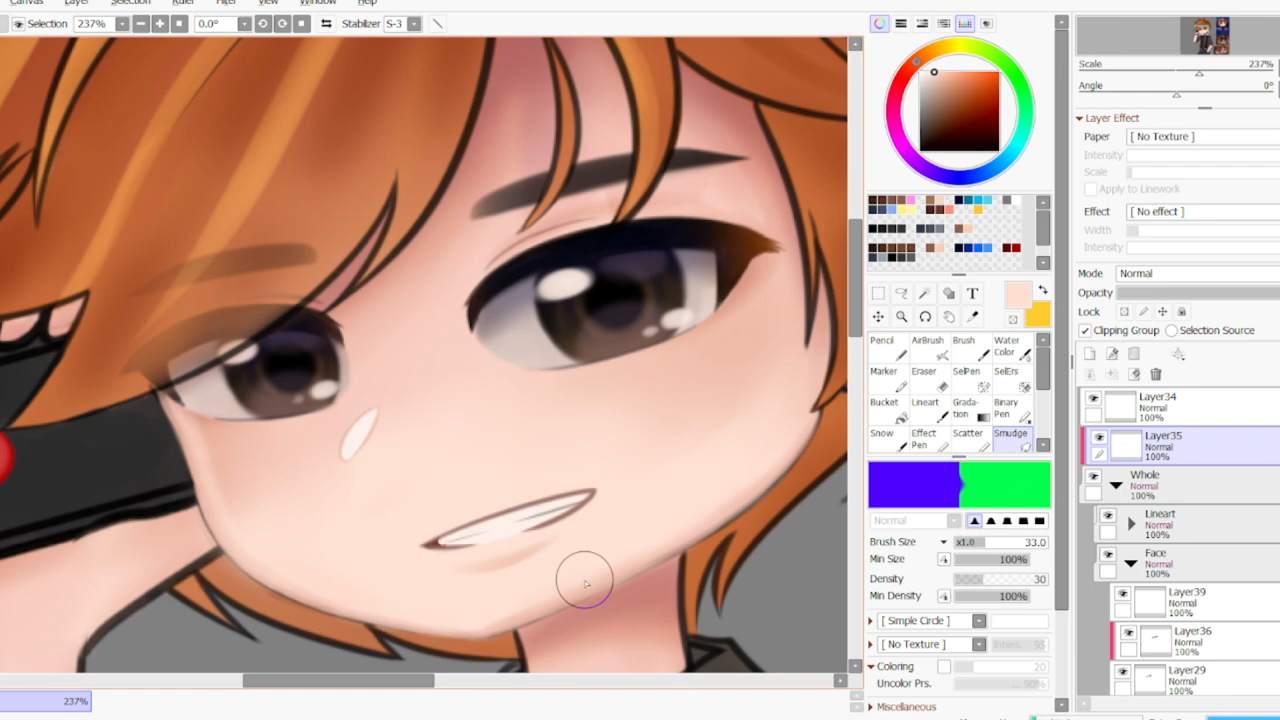 Canvas Layer Selection Ruler Filter View Window Help
Selection 237% 0.0° Stabilizer S-3
Scale 237%
Angle 0°
Layer Effect
Paper [ No Texture ]
Intensity
Scale
Apply to Linework
Effect [ No effect ]
Width
Intensity
Mode Normal
Opacity
Lock
Clipping Group Selection Source
T
Pencil AirBrush Brush Water Color
Marker Eraser SelPen SelErs
Bucket Lineart Grada-tion Binary Pen
Snow Effect Pen Scatter Smudge
Normal
Brush Size x1.0 33.0
Min Size 100%
Density 30
Min Density 100%
[ Simple Circle ]
[ No Texture ] Intens. 95
Coloring 20
Uncolor Prs. ... 90%
Miscellaneous
Layer34
Normal
100%
Layer35
Normal
100%
Whole
Normal
100%
Lineart
Normal
100%
Face
Normal
100%
Layer39
Normal
100%
Layer36
Normal
100%
Layer29
Normal
100%
237%